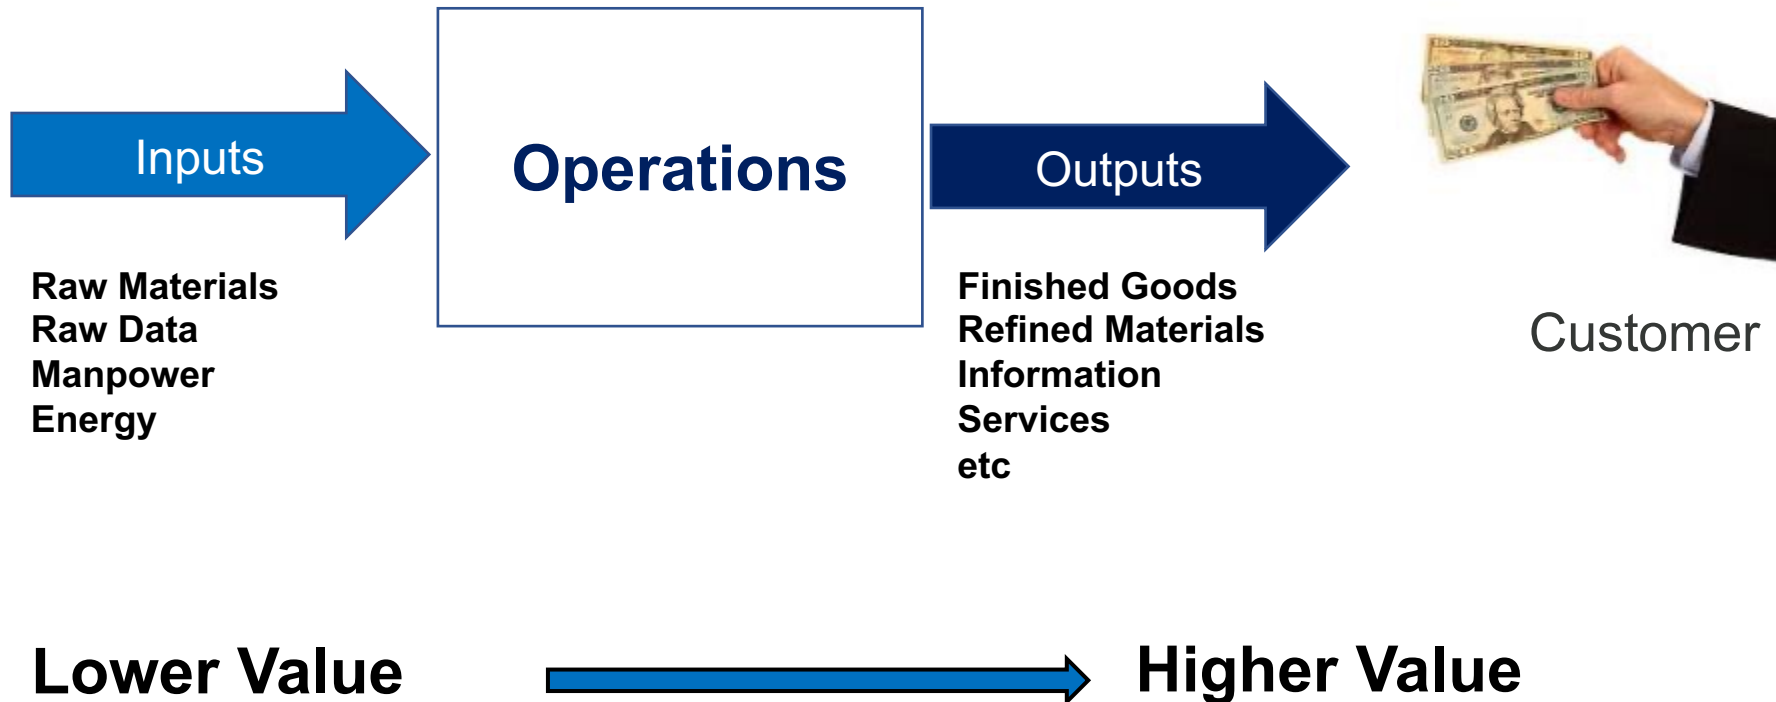 Inputs
Operations
Outputs
Raw Materials
Raw Data
Manpower
Energy
Finished Goods
Refined Materials
Information
Services
etc
Customer
Lower Value
Higher Value